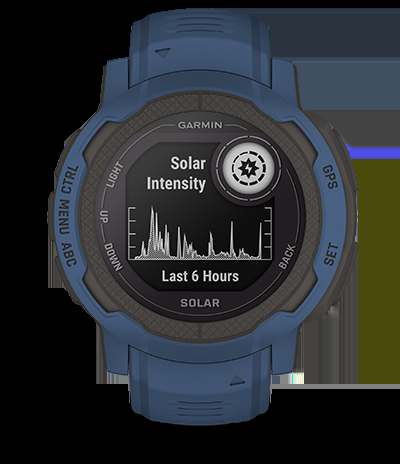 GARMIN
Solar
Intensity
Last 6 Hours
SOLAR
LIGHT
UP
DOWN
BACK
CTRL
MENU
ABC
GPS
SET